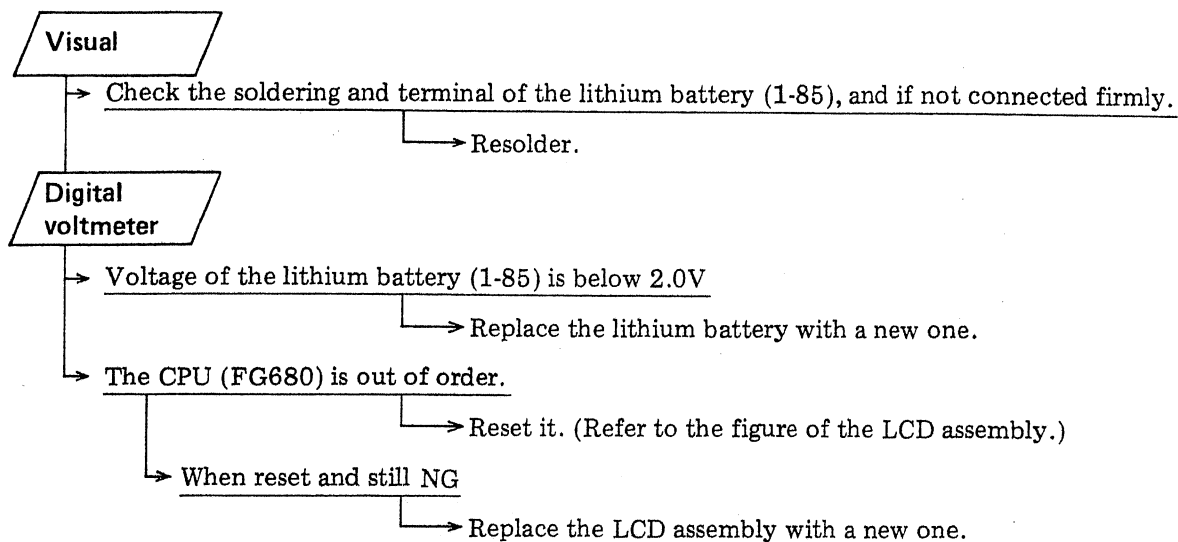 Visual
Check the soldering and terminal of the lithium battery (1-85), and if not connected firmly.
Resolder.
Digital
voltmeter
Voltage of the lithium battery (1-85) is below 2.0V
Replace the lithium battery with a new one.
The CPU (FG680) is out of order.
Reset it. (Refer to the figure of the LCD assembly.)
When reset and still NG
Replace the LCD assembly with a new one.